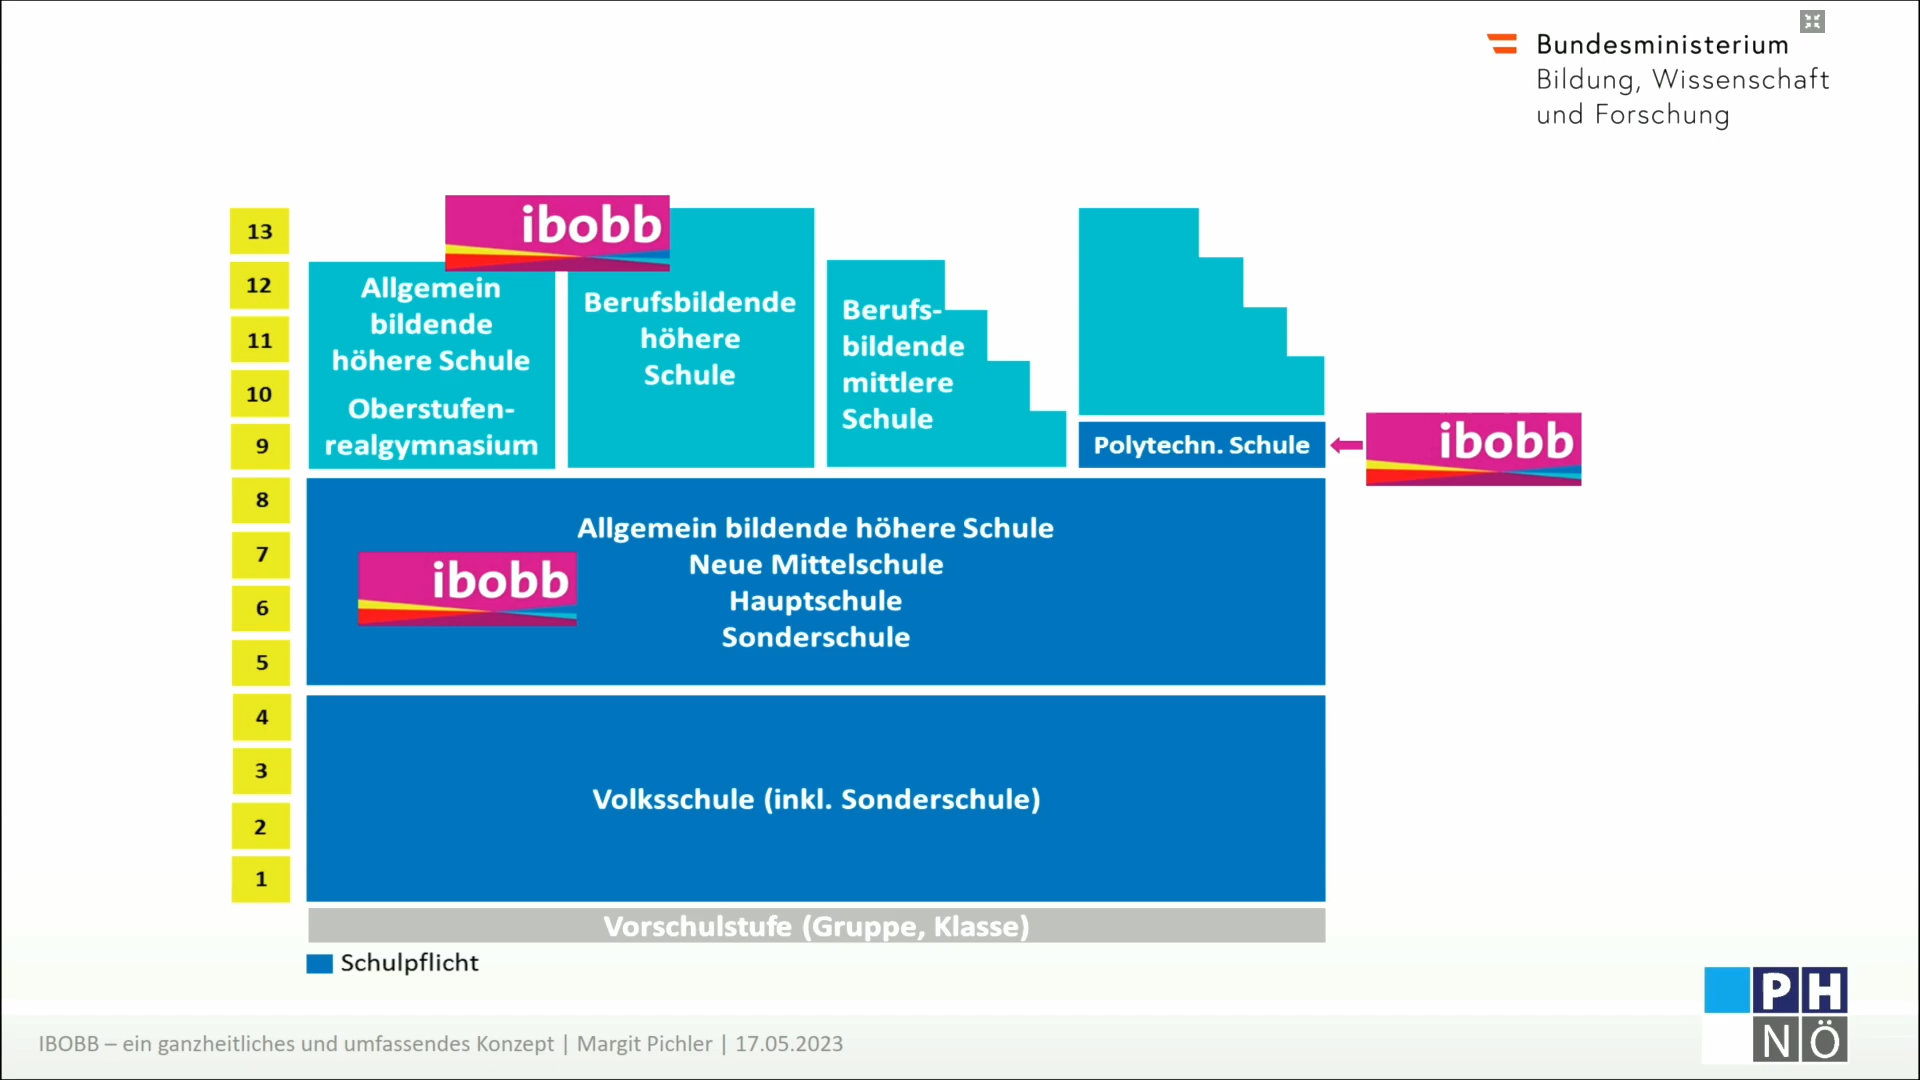 Bundesministerium
Bildung, Wissenschaft
und Forschung
13
12
11
10
9
8
7
6
5
4
3
2
1
ibobb
Allgemein
bildende
höhere Schule
Oberstufen-
realgymnasium
Berufsbildende
höhere
Schule
Berufs-
bildende
mittlere
Schule
Polytechn. Schule
ibobb
Allgemein bildende höhere Schule
Neue Mittelschule
Hauptschule
Sonderschule
ibobb
Volksschule (inkl. Sonderschule)
Vorschulstufe (Gruppe, Klasse)
Schulpflicht
IBOBB – ein ganzheitliches und umfassendes Konzept | Margit Pichler | 17.05.2023
PH
NÖ